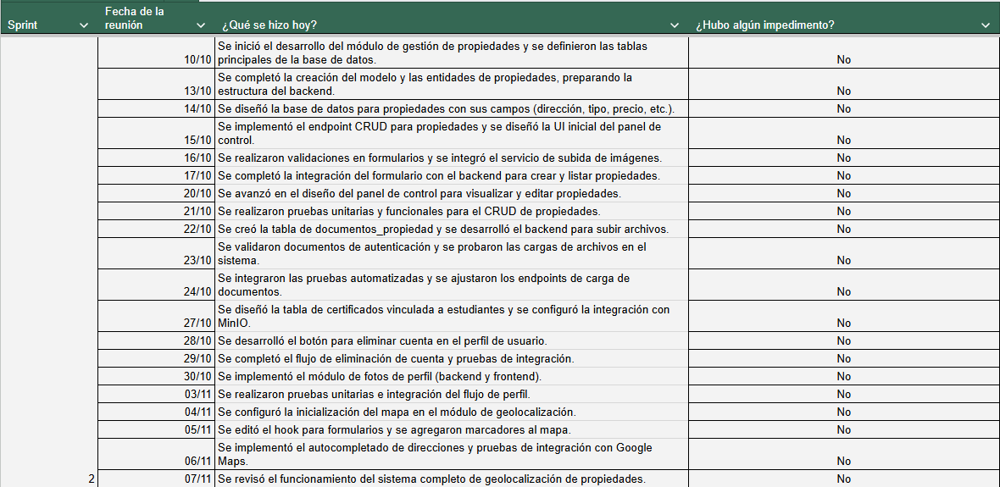 Sprint
Fecha de la
reunión
¿Qué se hizo hoy?
¿Hubo algún impedimento?
10/10
Se inició el desarrollo del módulo de gestión de propiedades y se definieron las tablas
principales de la base de datos.
No
13/10
Se completó la creación del modelo y las entidades de propiedades, preparando la
estructura del backend.
No
14/10
Se diseñó la base de datos para propiedades con sus campos (dirección, tipo, precio, etc.).
No
15/10
Se implementó el endpoint CRUD para propiedades y se diseñó la UI inicial del panel de
control.
No
16/10
Se realizaron validaciones en formularios y se integró el servicio de subida de imágenes.
No
17/10
Se completó la integración del formulario con el backend para crear y listar propiedades.
No
20/10
Se avanzó en el diseño del panel de control para visualizar y editar propiedades.
No
21/10
Se realizaron pruebas unitarias y funcionales para el CRUD de propiedades.
No
22/10
Se creó la tabla de documentos_propiedad y se desarrolló el backend para subir archivos.
No
23/10
Se validaron documentos de autenticación y se probaron las cargas de archivos en el
sistema.
No
24/10
Se integraron las pruebas automatizadas y se ajustaron los endpoints de carga de
documentos.
No
27/10
Se diseñó la tabla de certificados vinculada a estudiantes y se configuró la integración con
MinIO.
No
28/10
Se desarrolló el botón para eliminar cuenta en el perfil de usuario.
No
29/10
Se completó el flujo de eliminación de cuenta y pruebas de integración.
No
30/10
Se implementó el módulo de fotos de perfil (backend y frontend).
No
03/11
Se realizaron pruebas unitarias e integración del flujo de perfil.
No
04/11
Se configuró la inicialización del mapa en el módulo de geolocalización.
No
05/11
Se editó el hook para formularios y se agregaron marcadores al mapa.
No
06/11
Se implementó el autocompletado de direcciones y pruebas de integración con Google
Maps.
No
2
07/11
Se revisó el funcionamiento del sistema completo de geolocalización de propiedades.
No